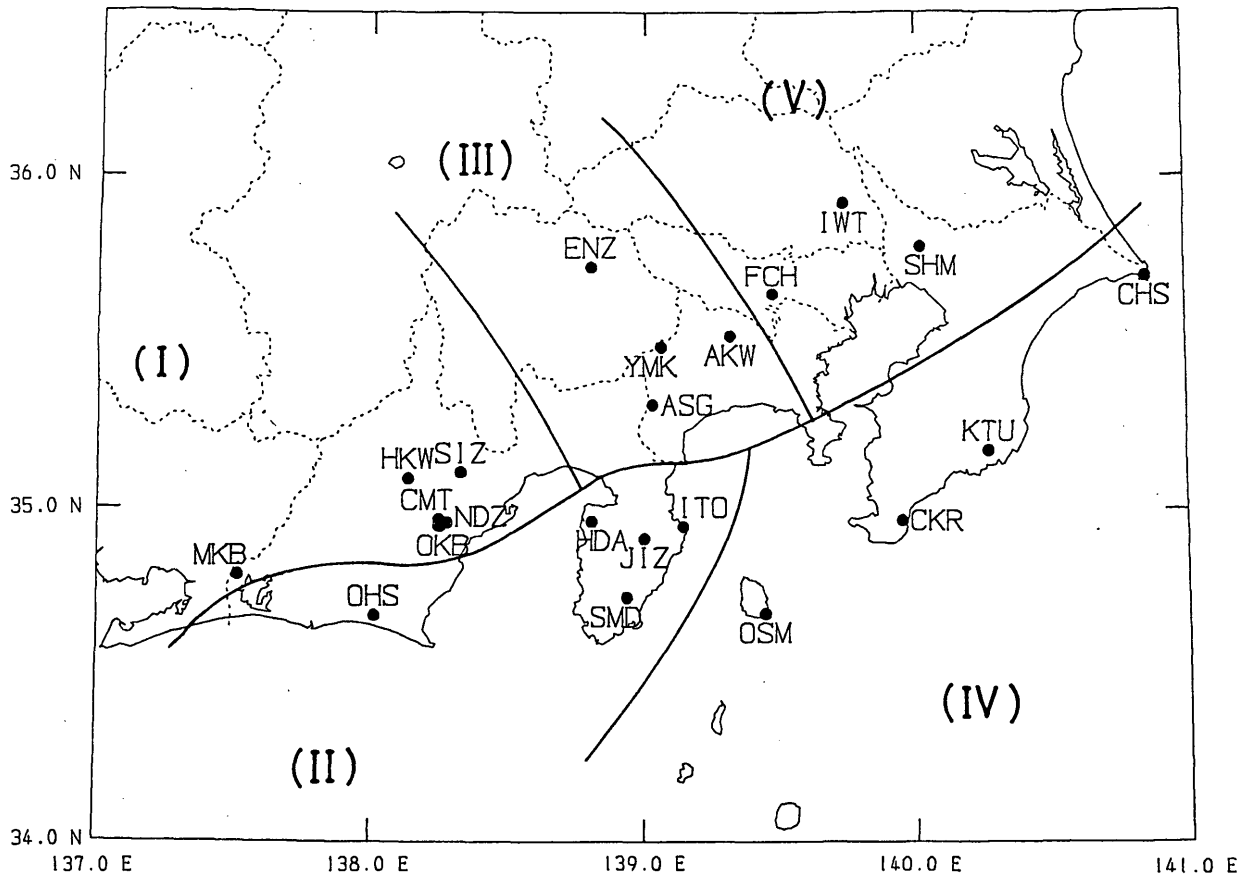 (V)
(III)
36.0 N
IWT
ENZ
SHM
FCH
CHS
(I)
YMK
AKW
ASG
KTU
HKW
SIZ
35.0 N
CMT
NDZ
ITO
CKR
OKB
HDA
JIZ
MKB
OHS
SMD
OSM
(IV)
(II)
34.0 N
137.0 E
138.0 E
139.0 E
140.0 E
141.0 E